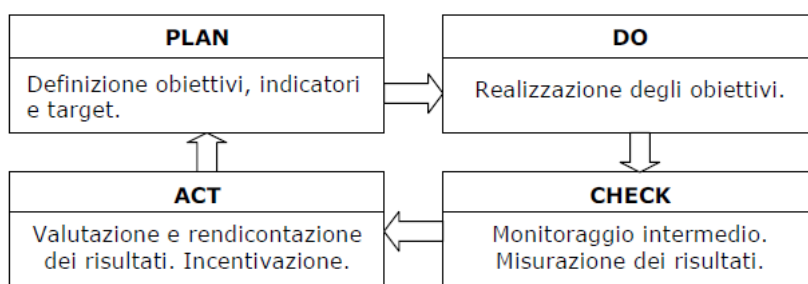 PLAN
Definizione obiettivi, indicatori
e target.
DO
Realizzazione degli obiettivi.
ACT
Valutazione e rendicontazione
dei risultati. Incentivazione.
CHECK
Monitoraggio intermedio.
Misurazione dei risultati.